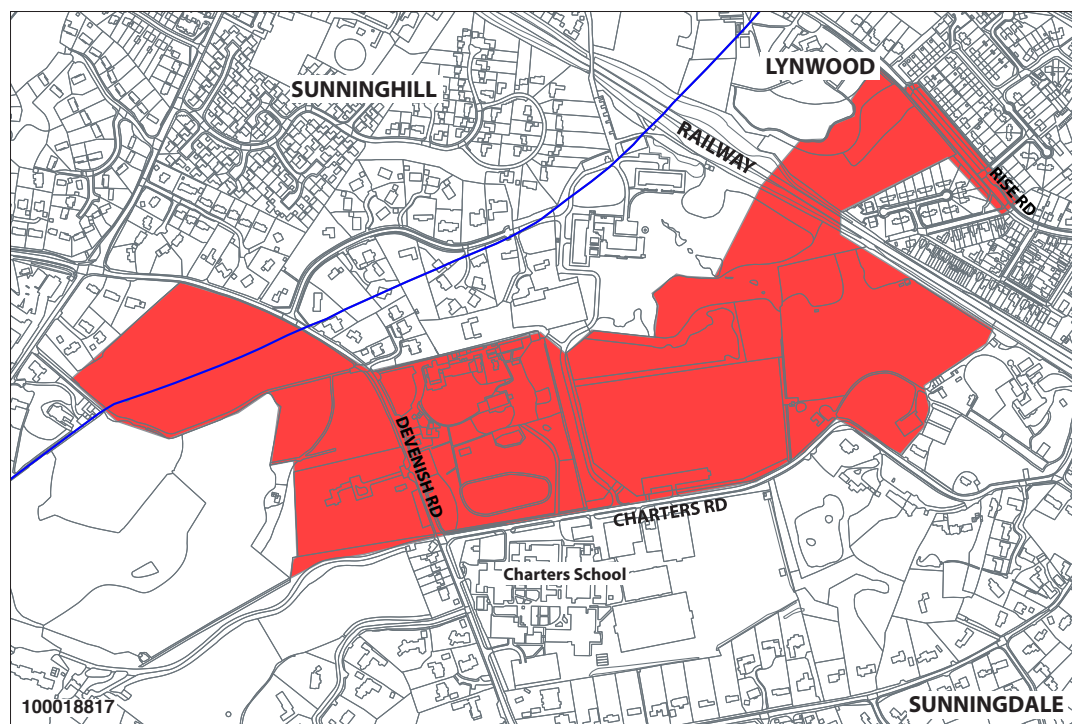 LYNWOOD
SUNNINGHILL
RAILWAY
RISE RD
DEVENISH RD
CHARTERS RD
Charters School
100018817
SUNNINGDALE